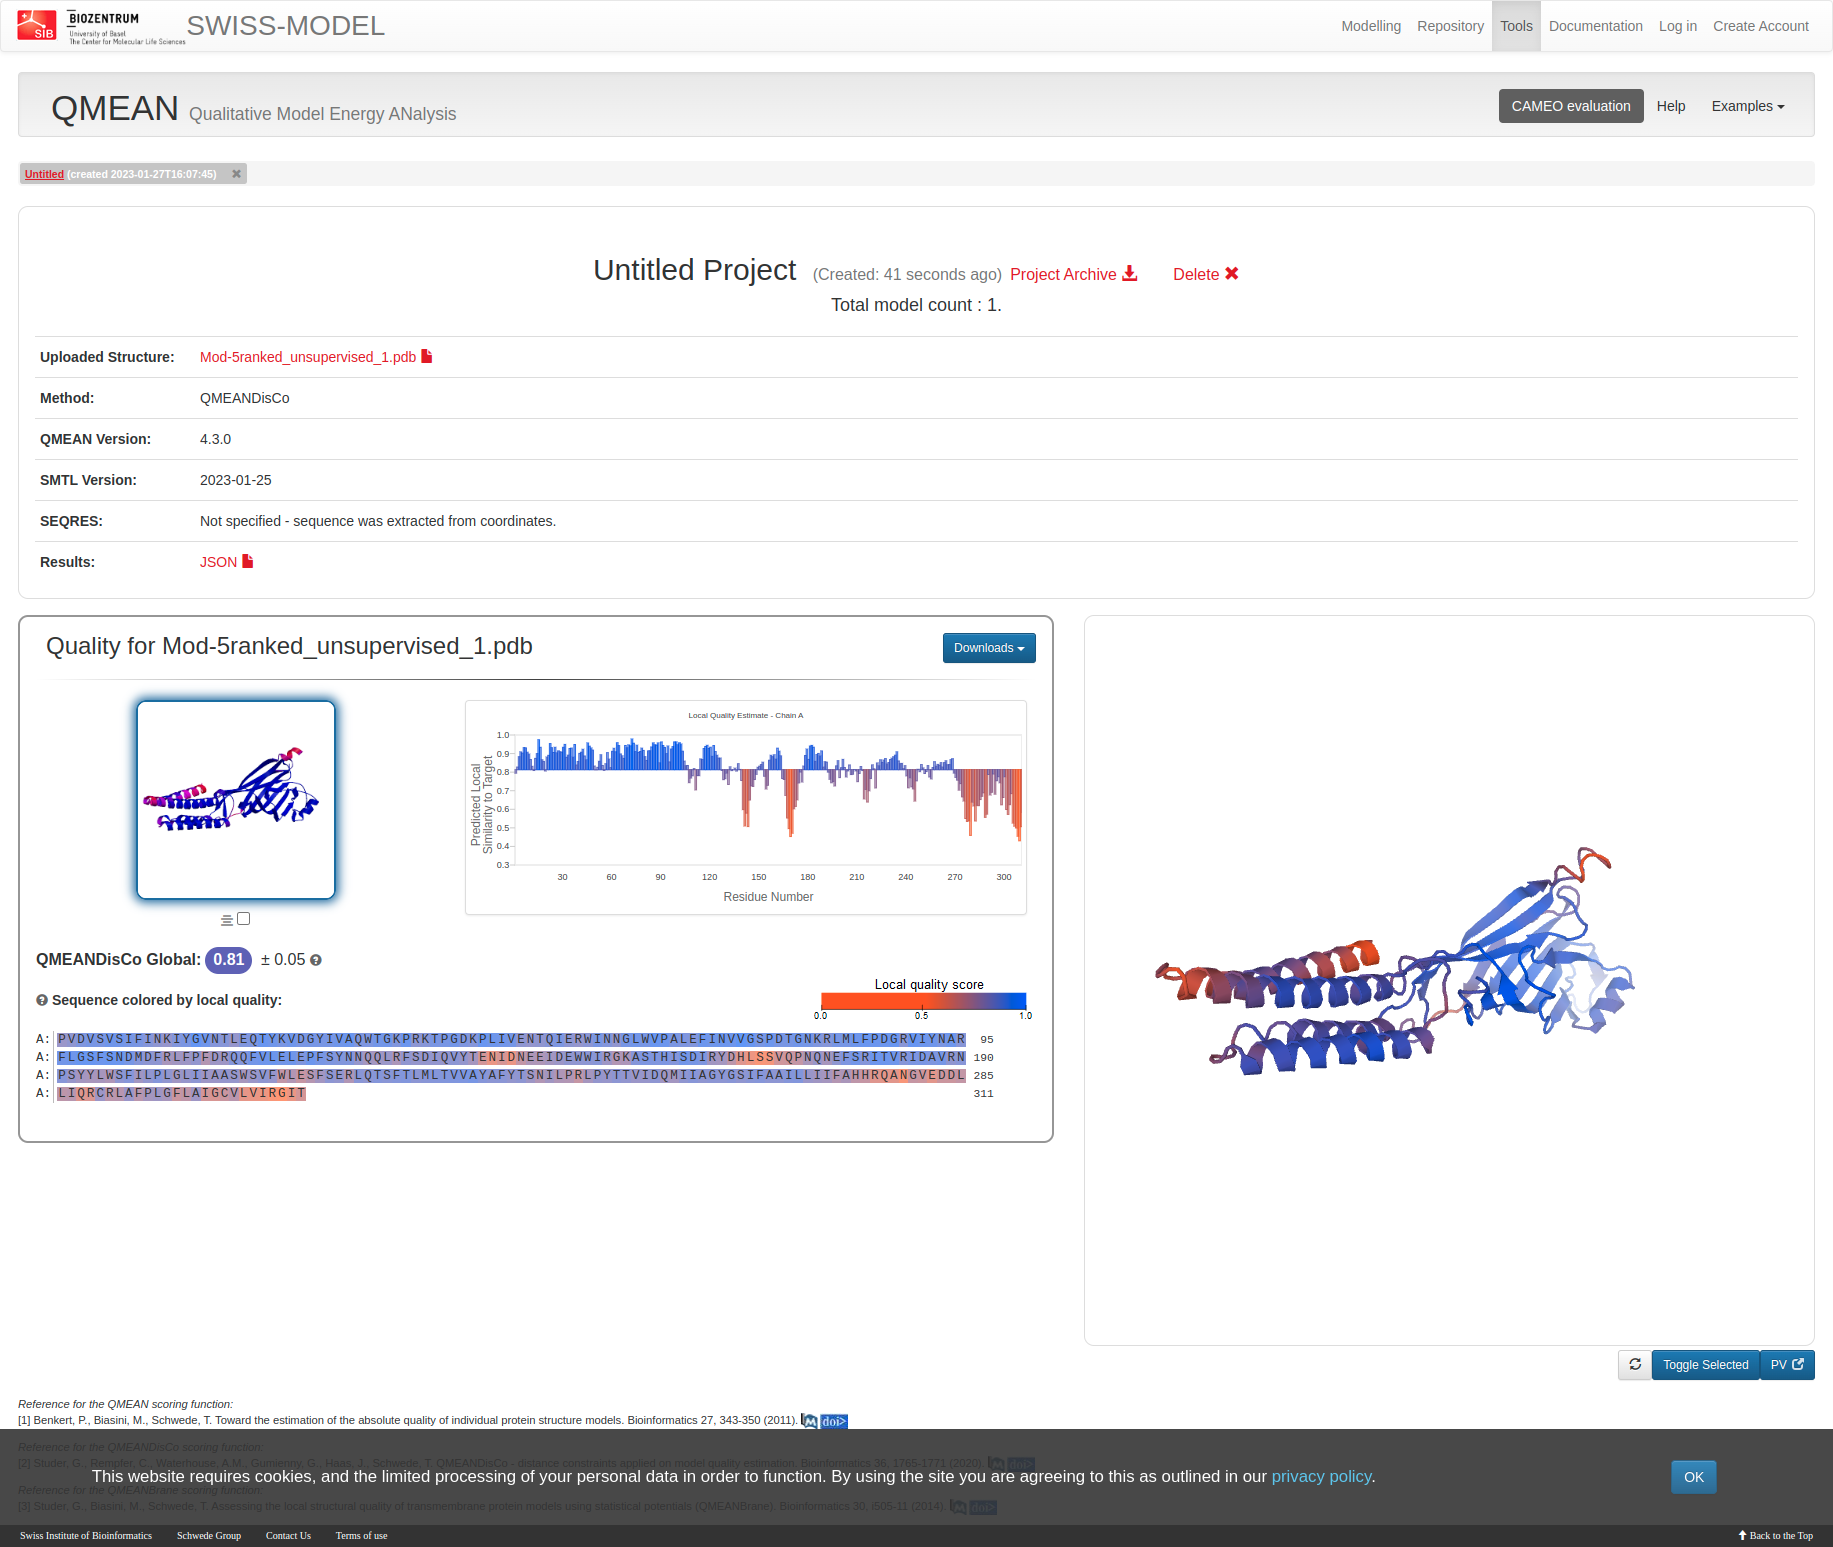 SIB BIOZENTRUM University of Basel The Center for Molecular Life Sciences SWISS-MODEL Modelling Repository Tools Documentation Log in Create Account
QMEAN Qualitative Model Energy ANalysis CAMEO evaluation Help Examples
Untitled (created 2023-01-27T16:07:45)
Untitled Project (Created: 41 seconds ago) Project Archive Delete
Total model count : 1.
Uploaded Structure: Mod-5ranked_unsupervised_1.pdb
Method: QMEANDisCo
QMEAN Version: 4.3.0
SMTL Version: 2023-01-25
SEQRES: Not specified - sequence was extracted from coordinates.
Results: JSON
Quality for Mod-5ranked_unsupervised_1.pdb Downloads
Local Quality Estimate - Chain A
Predicted Local
Similarity to Target
1.0
0.9
0.8
0.7
0.6
0.5
0.4
0.3
30 60 90 120 150 180 210 240 270 300
Residue Number
QMEANDisCo Global: 0.81 ± 0.05
Sequence colored by local quality:
Local quality score
0.0 0.5 1.0
A: PVDVSVSIFINKIYGVNTLEQTYKVDGYIVAQWTGKPRKTPGDKPLIVENTQIERWINNGLWVPALEFINVVGSPDTGNKRLMLFPDGRVIYNAR 95
A: FLGSFSNDMDFRLFPFDRQQFVLELEPFSYNNQQLRFSDIQVYTENIDNEEIDEWWIRGKASTHISDIRYDHLSSVQPNQNEFSRITVRIDAVRN 190
A: PSYYLWSFILPLGLIIAASWSVFWLESFSERLQTSFTLMLTVVAYAFYTSNILPRLPYTTVIDQMIIAGYGSIFAAILLIIFAHHRQANGVEDDL 285
A: LIQRCRLAFPLGFLAIGCVLVIRGIT 311
Toggle Selected PV
Reference for the QMEAN scoring function:
[1] Benkert, P., Biasini, M., Schwede, T. Toward the estimation of the absolute quality of individual protein structure models. Bioinformatics 27, 343-350 (2011). M doi>
Reference for the QMEANDisCo scoring function:
[2] Studer, G., Rempfer, C., Waterhouse, A.M., Gumienny, G., Haas, J., Schwede, T. QMEANDisCo - distance constraints applied on model quality estimation. Bioinformatics 36, 1765-1771 (2020). M doi>
This website requires cookies, and the limited processing of your personal data in order to function. By using the site you are agreeing to this as outlined in our privacy policy. OK
Reference for the QMEANBrane scoring function:
[3] Studer, G., Biasini, M., Schwede, T. Assessing the local structural quality of transmembrane protein models using statistical potentials (QMEANBrane). Bioinformatics 30, i505-11 (2014). M doi>
Swiss Institute of Bioinformatics Schwede Group Contact Us Terms of use Back to the Top